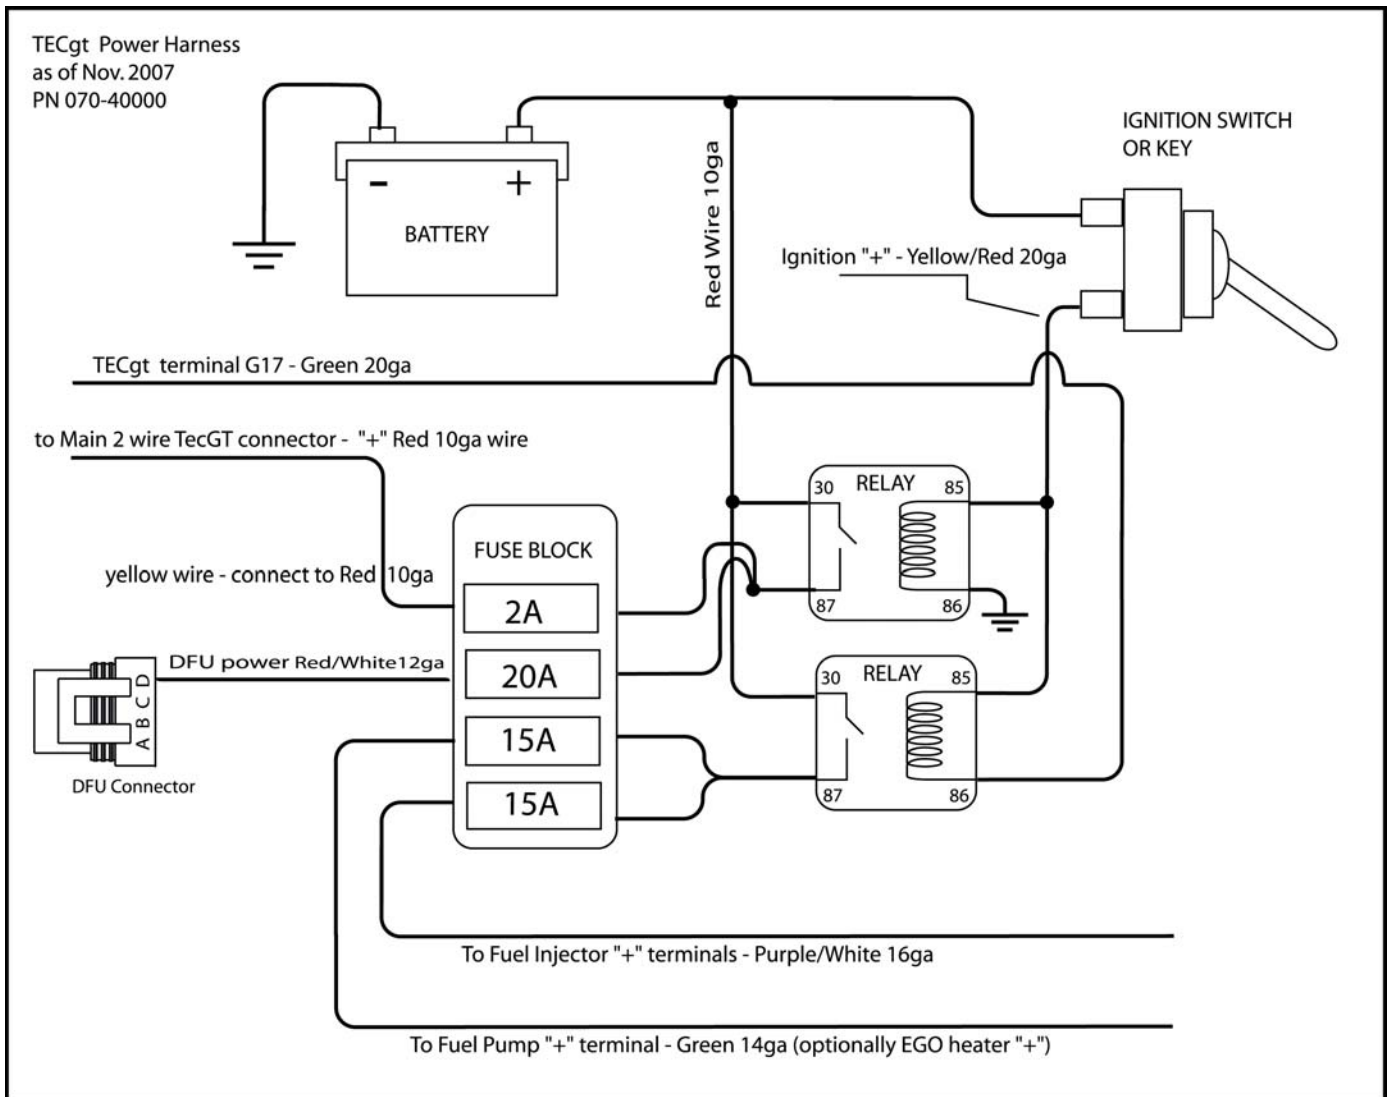 TECgt Power Harness
as of Nov. 2007
PN 070-40000
IGNITION SWITCH
OR KEY
- +
BATTERY
Red Wire 10ga
Ignition "+" - Yellow/Red 20ga
TECgt terminal G17 - Green 20ga
to Main 2 wire TecGT connector - "+" Red 10ga wire
30 RELAY 85
87 86
FUSE BLOCK
yellow wire - connect to Red 10ga
2A
DFU power Red/White12ga
20A
30 RELAY 85
87 86
A B C D
15A
DFU Connector
15A
To Fuel Injector "+" terminals - Purple/White 16ga
To Fuel Pump "+" terminal - Green 14ga (optionally EGO heater "+")